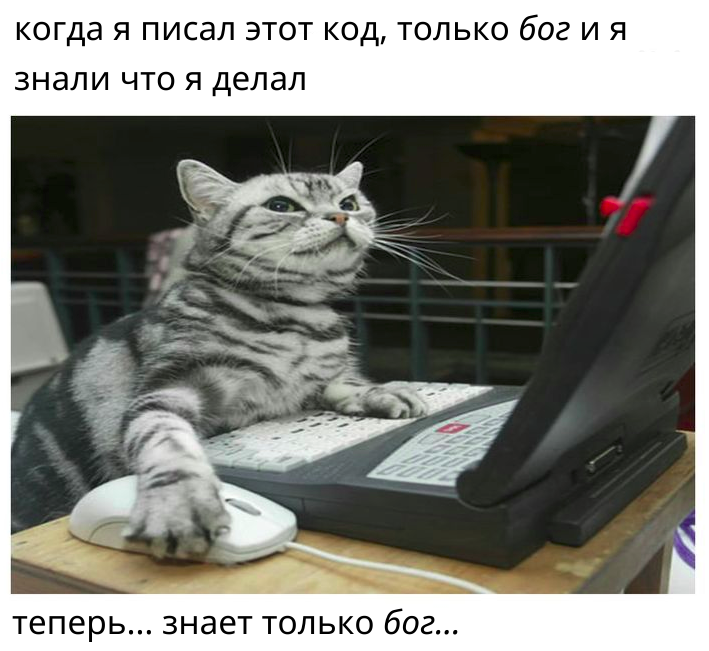 когда я писал этот код, только бог и я
знали что я делал
теперь... знает только бог...